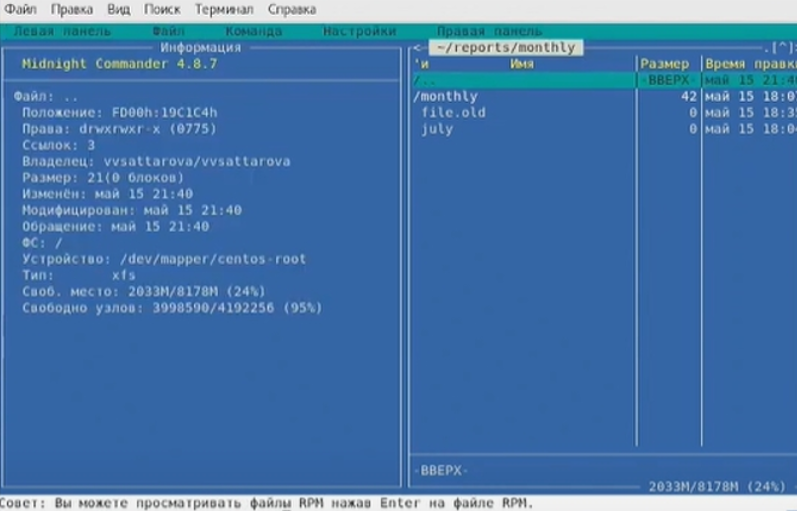 Файл Правка Вид Поиск Терминал Справка
Левая панель Файл Команда Настройки Правая панель
Информация
Midnight Commander 4.8.7
Файл: ..
Положение: FD00h:19C1C4h
Права: drwxrwxr-x (0775)
Ссылок: 3
Владелец: vvsattarova/vvsattarova
Размер: 21(0 блоков)
Изменён: май 15 21:40
Модифицирован: май 15 21:40
Обращение: май 15 21:40
ФС: /
Устройство: /dev/mapper/centos-root
Тип: xfs
Своб. место: 2033M/8178M (24%)
Свободно узлов: 3998590/4192256 (95%)
<- ~/reports/monthly .[^]
'и Имя Размер Время правки
/.. -ВВЕРХ- май 15 21:40
/monthly 42 май 15 18:0
file.old 0 май 15 18:3
july 0 май 15 18:0
-ВВЕРХ-
2033M/8178M (24%)
Совет: Вы можете просматривать файлы RPM нажав Enter на файле RPM.